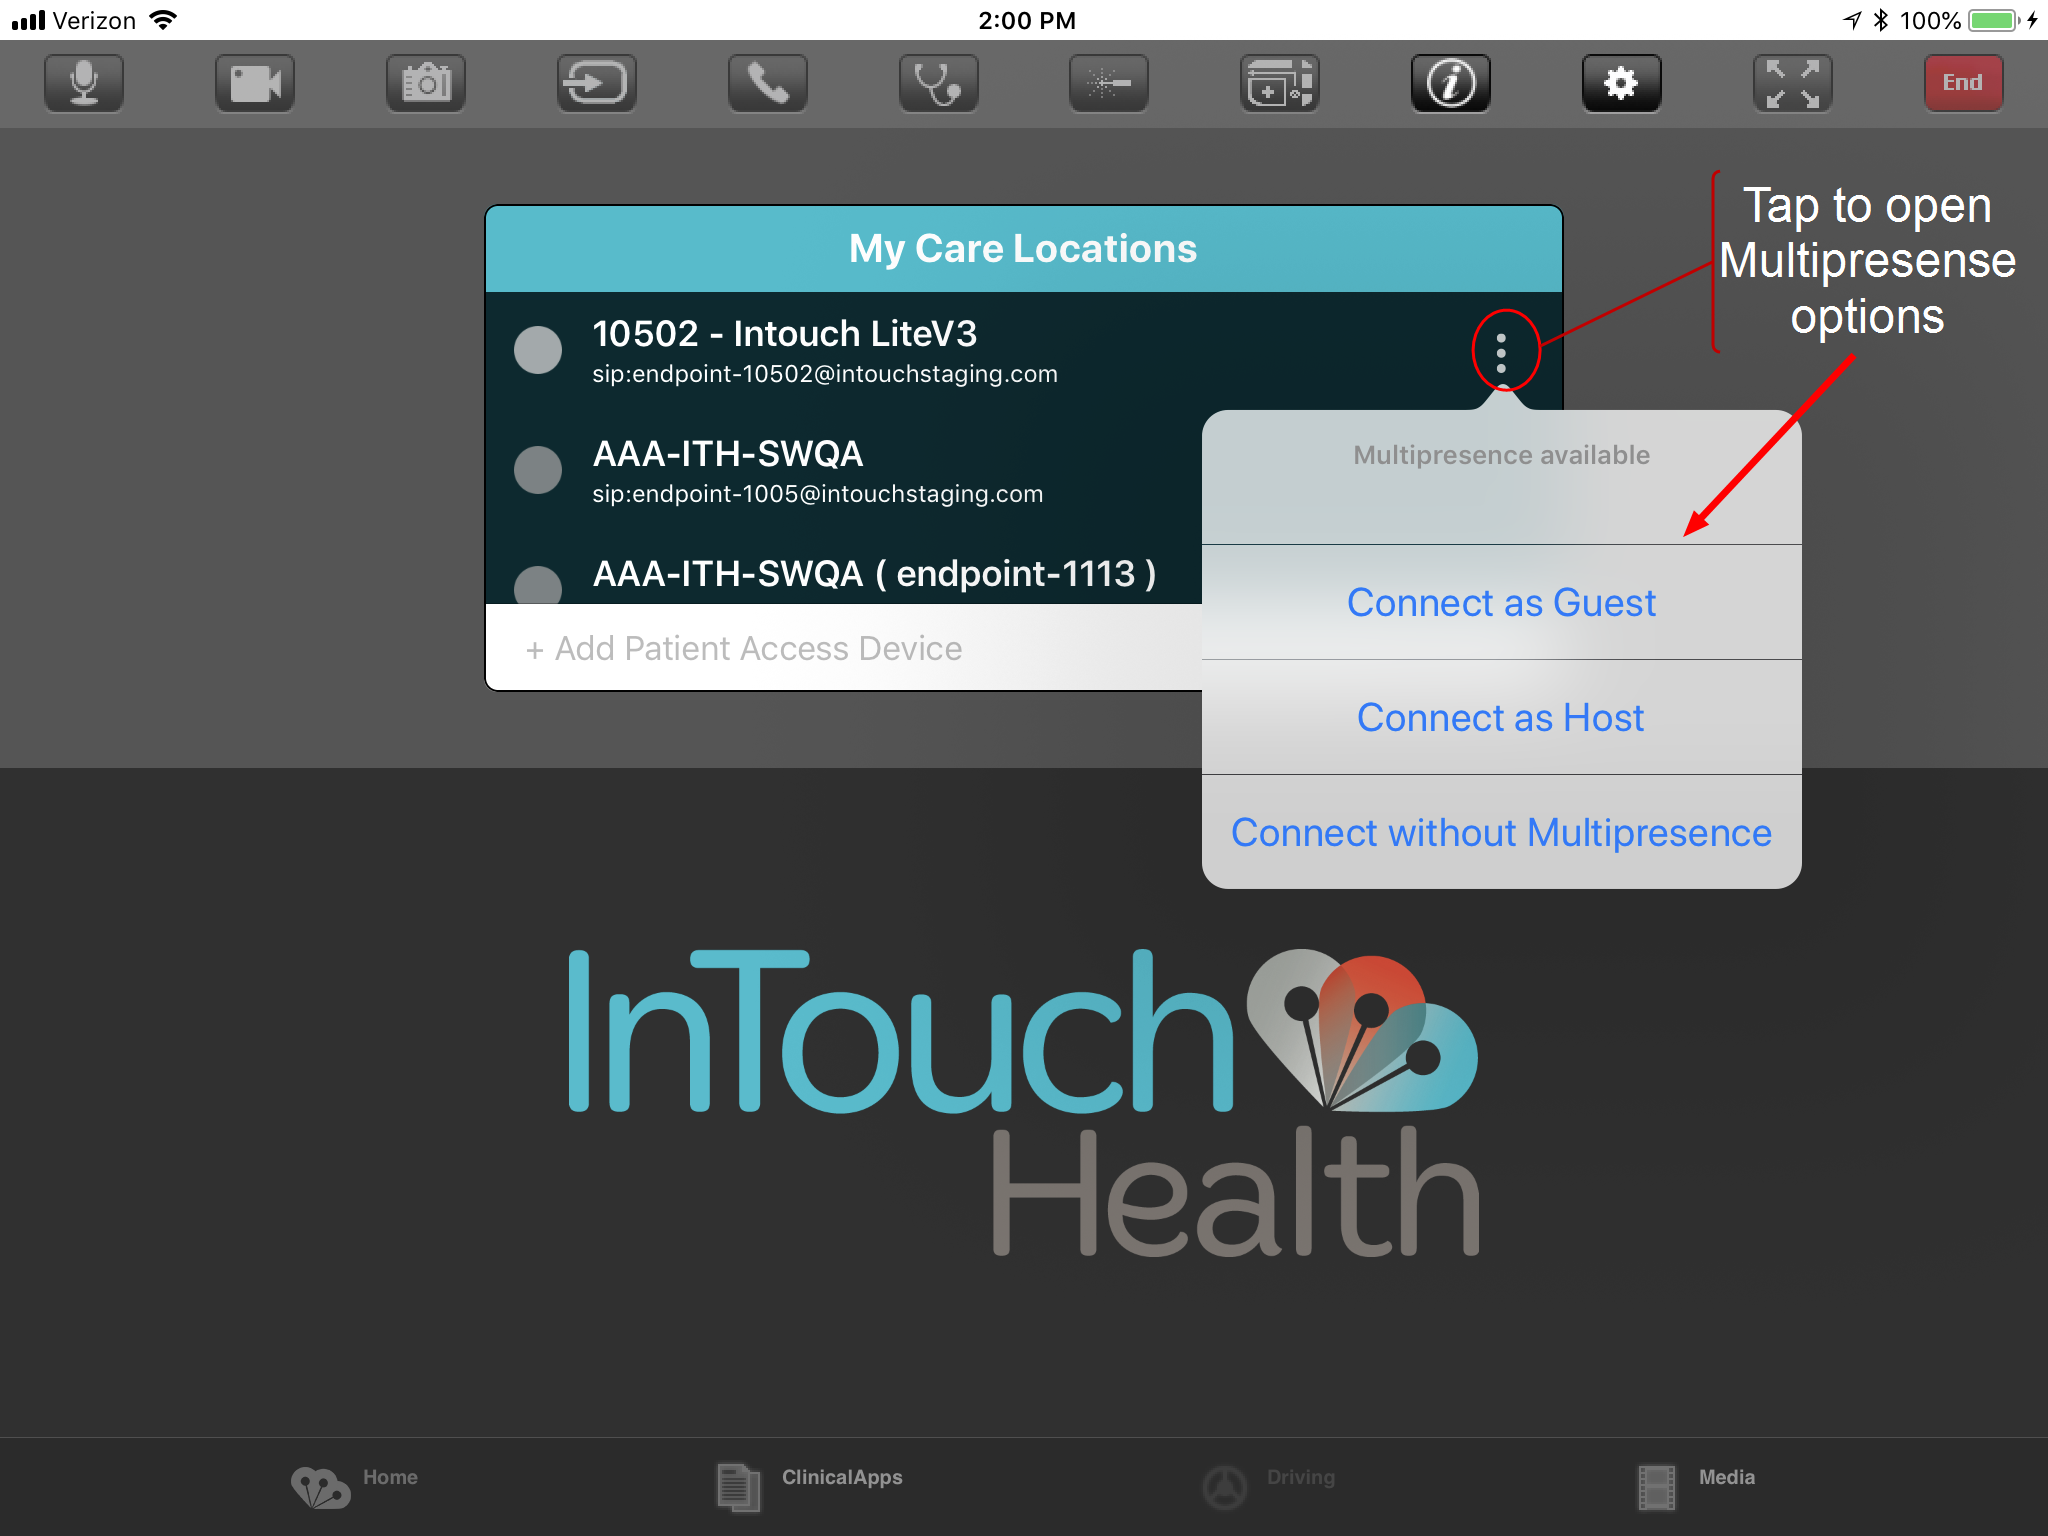 Verizon
2:00 PM
100%
End
Tap to open
Multipresense
options
My Care Locations
10502 - Intouch LiteV3
sip:endpoint-10502@intouchstaging.com
AAA-ITH-SWQA
sip:endpoint-1005@intouchstaging.com
AAA-ITH-SWQA ( endpoint-1113 )
+ Add Patient Access Device
Multipresence available
Connect as Guest
Connect as Host
Connect without Multipresence
InTouch
Health
Home
ClinicalApps
Driving
Media